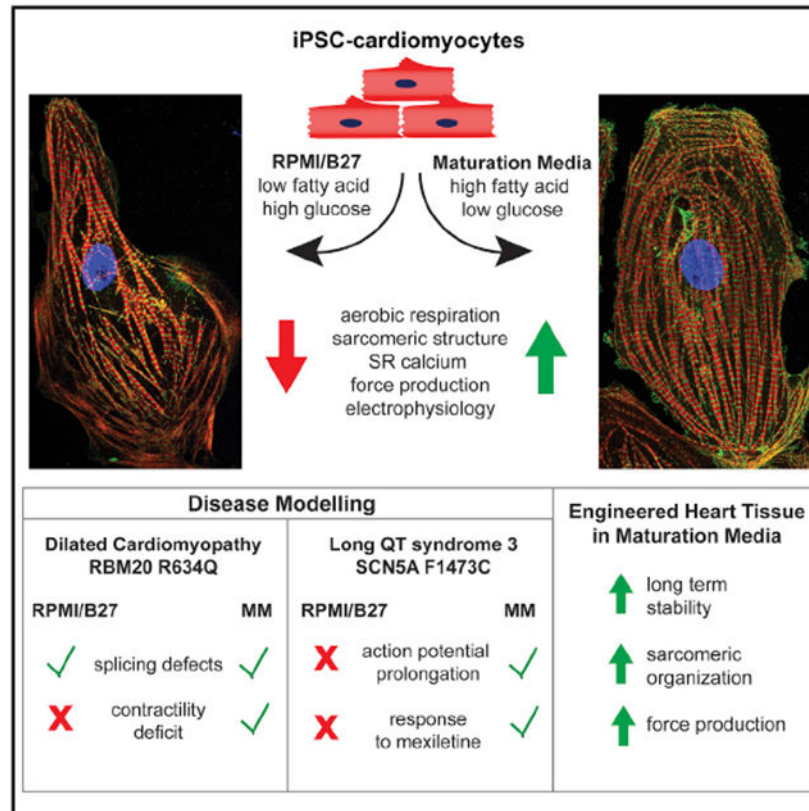 iPSC-cardiomyocytes
RPMI/B27
low fatty acid
high glucose
Maturation Media
high fatty acid
low glucose
aerobic respiration
sarcomeric structure
SR calcium
force production
electrophysiology
Disease Modelling
Dilated Cardiomyopathy
RBM20 R634Q
RPMI/B27 MM
splicing defects
contractility
deficit
Long QT syndrome 3
SCN5A F1473C
RPMI/B27 MM
action potential
prolongation
response
to mexiletine
Engineered Heart Tissue
in Maturation Media
long term
stability
sarcomeric
organization
force production